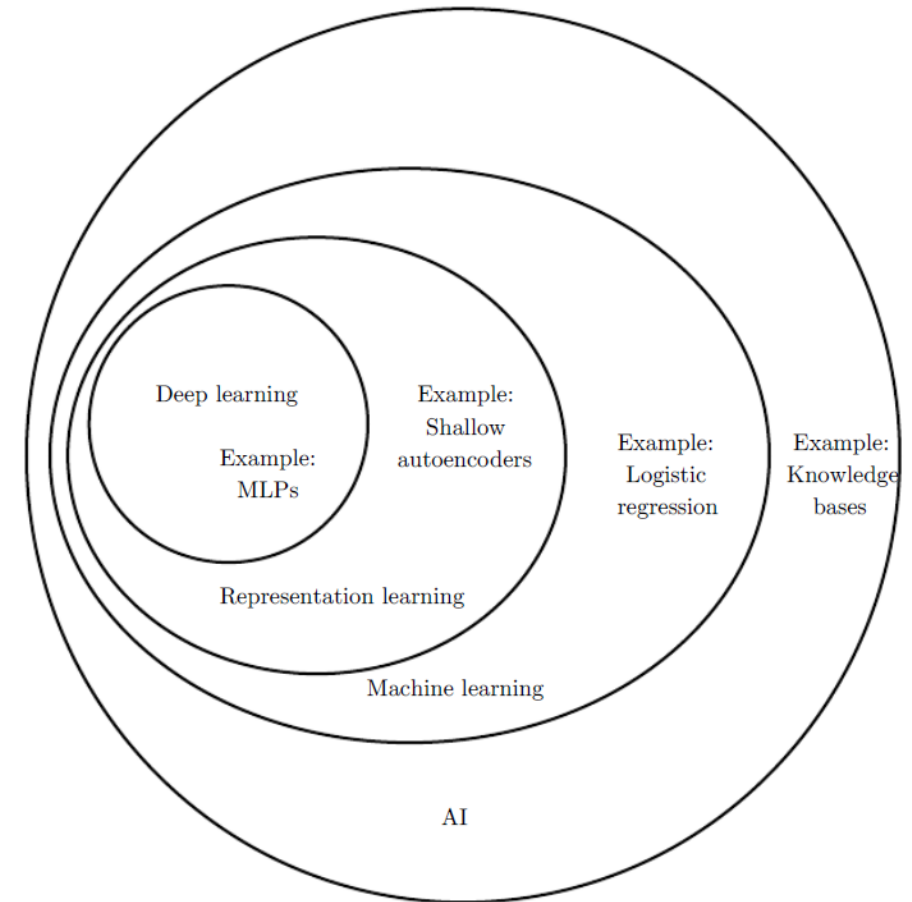 Deep learning
Example:
MLPs
Example:
Shallow
autoencoders
Example:
Logistic
regression
Example:
Knowledge
bases
Representation learning
Machine learning
AI